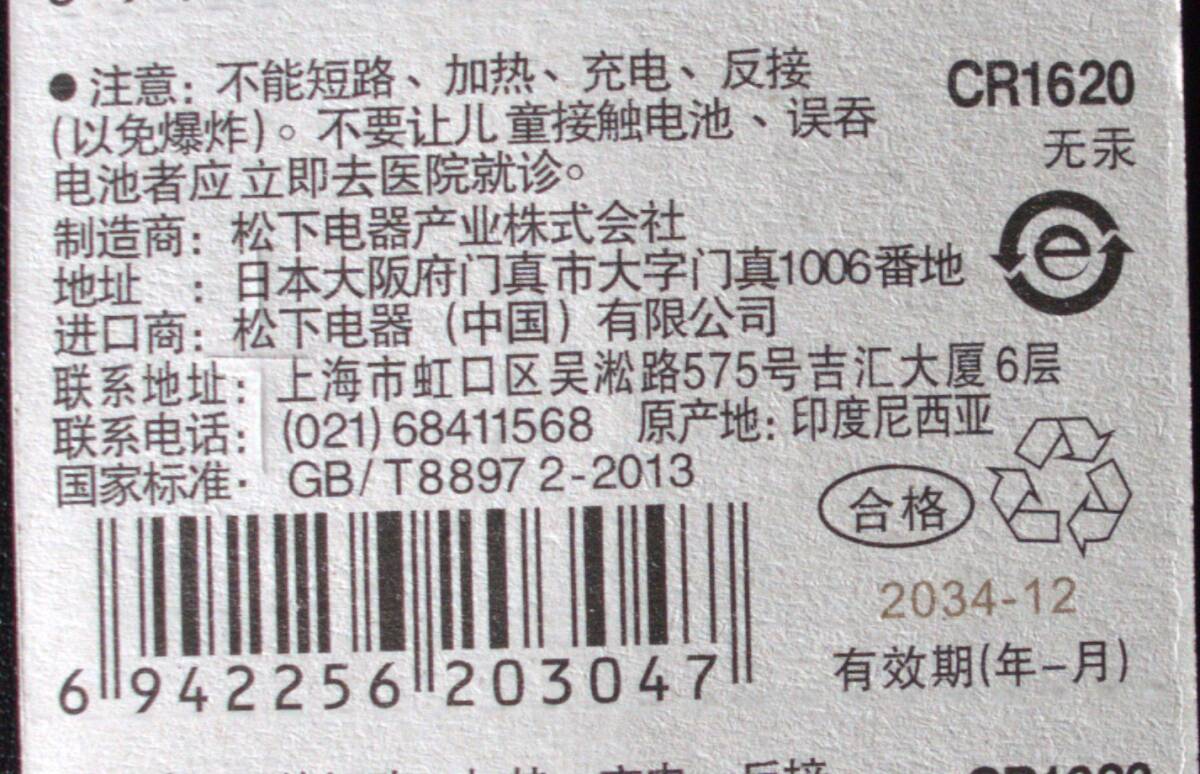 ● 注意：不能短路、加热、充电、反接
(以免爆炸)。不要让儿童接触电池、误吞
电池者应立即去医院就诊。
CR1620
无汞
e
制造商：松下电器产业株式会社
地址 ：日本大阪府门真市大字门真1006番地
进口商：松下电器（中国）有限公司
联系地址：上海市虹口区吴淞路575号吉汇大厦6层
联系电话：(021)68411568 原产地：印度尼西亚
国家标准· GB/T8897 2-2013
合格
2034-12
有效期(年-月)
6 942256 203047